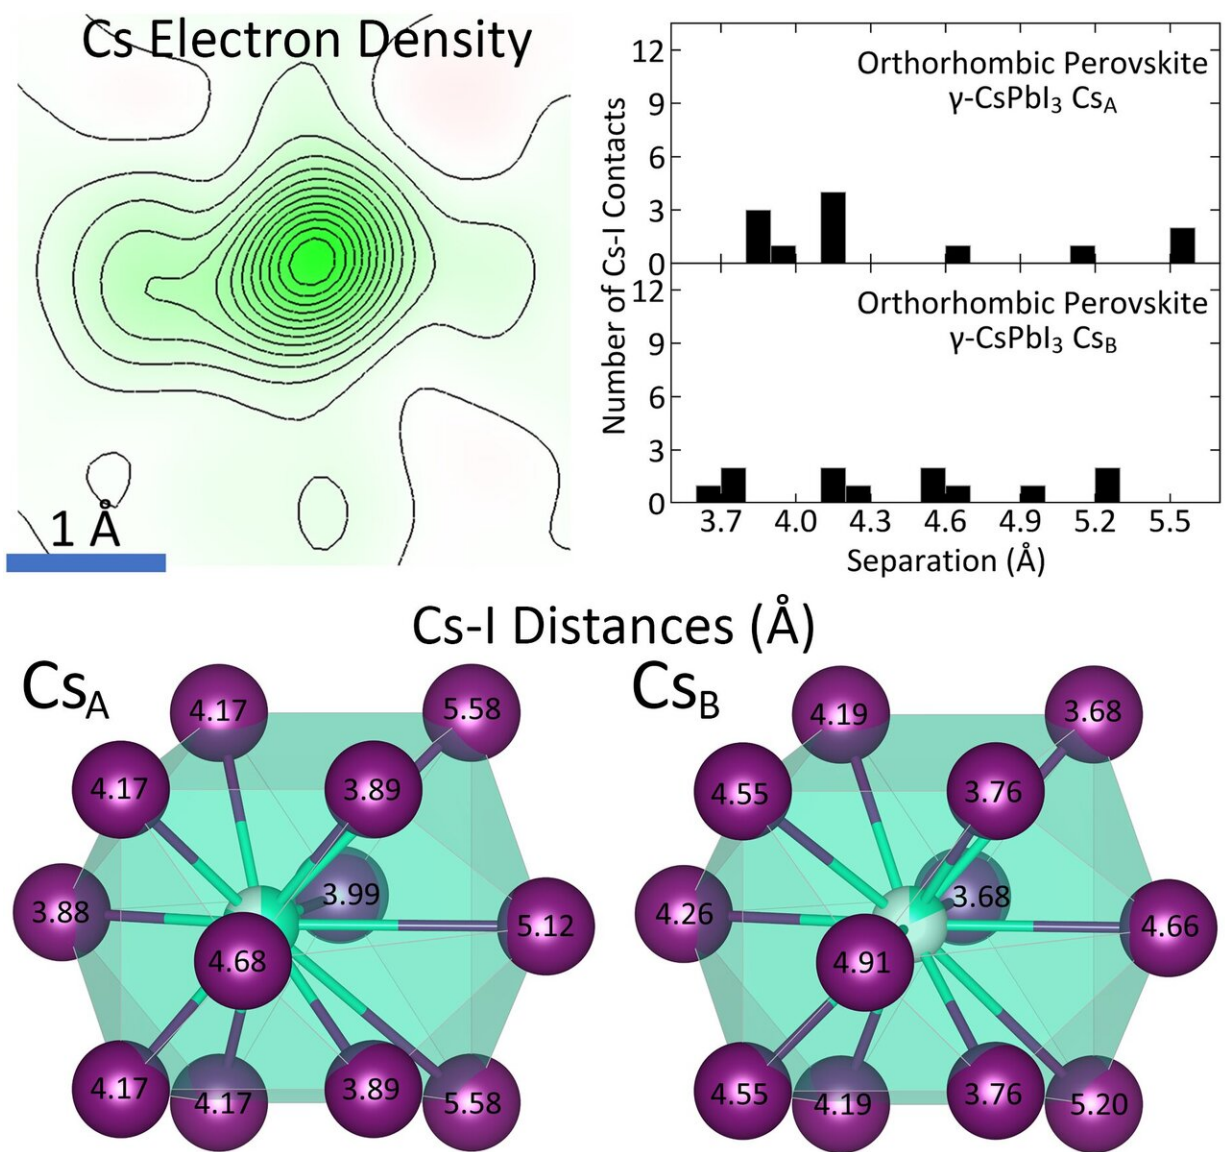 Cs Electron Density
1 Å
Number of Cs-I Contacts
12
9
6
3
0
Orthorhombic Perovskite
γ-CsPbI₃ Cs_A
12
9
6
3
0
Orthorhombic Perovskite
γ-CsPbI₃ Cs_B
3.7 4.0 4.3 4.6 4.9 5.2 5.5
Separation (Å)
Cs-I Distances (Å)
Cs_A
4.17 5.58
4.17 3.89
3.88 3.99 5.12
4.68
4.17 4.17 3.89 5.58
Cs_B
4.19 3.68
4.55 3.76
4.26 3.68 4.66
4.91
4.55 4.19 3.76 5.20